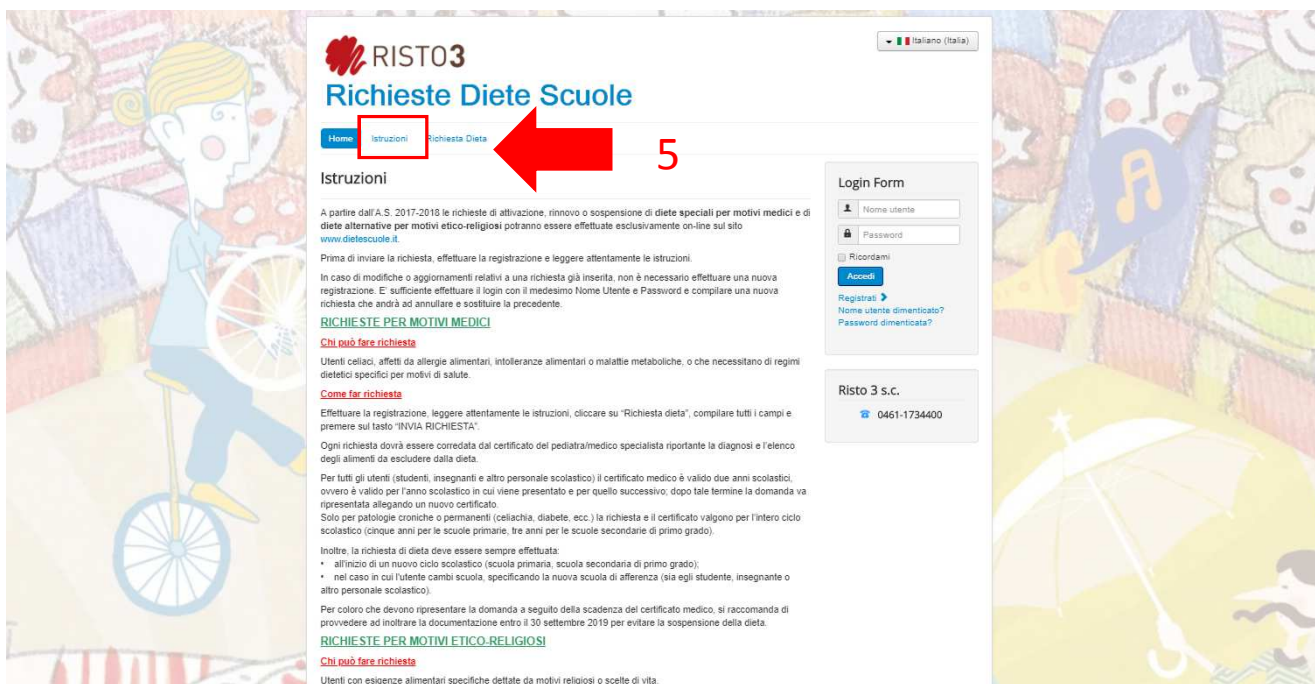 RISTO3
Italiano (Italia)
Richieste Diete Scuole
Home Istruzioni Richiesta Dieta
5
Istruzioni
A partire dall'A.S. 2017-2018 le richieste di attivazione, rinnovo o sospensione di diete speciali per motivi medici e di
diete alternative per motivi etico-religiosi potranno essere effettuate esclusivamente on-line sul sito
www.dietescuole.it.
Prima di inviare la richiesta, effettuare la registrazione e leggere attentamente le istruzioni.
In caso di modifiche o aggiornamenti relativi a una richiesta già inserita, non è necessario effettuare una nuova
registrazione. E' sufficiente effettuare il login con il medesimo Nome Utente e Password e compilare una nuova
richiesta che andrà ad annullare e sostituire la precedente.
RICHIESTE PER MOTIVI MEDICI
Chi può fare richiesta
Utenti celiaci, affetti da allergie alimentari, intolleranze alimentari o malattie metaboliche, o che necessitano di regimi
dietetici specifici per motivi di salute.
Come far richiesta
Effettuare la registrazione, leggere attentamente le istruzioni, cliccare su "Richiesta dieta", compilare tutti i campi e
premere sul tasto "INVIA RICHIESTA".
Ogni richiesta dovrà essere corredata dal certificato del pediatra/medico specialista riportante la diagnosi e l'elenco
degli alimenti da escludere dalla dieta.
Per tutti gli utenti (studenti, insegnanti e altro personale scolastico) il certificato medico è valido due anni scolastici,
ovvero è valido per l'anno scolastico in cui viene presentato e per quello successivo; dopo tale termine la domanda va
ripresentata allegando un nuovo certificato.
Solo per patologie croniche o permanenti (celiachia, diabete, ecc.) la richiesta e il certificato valgono per l'intero ciclo
scolastico (cinque anni per le scuole primarie, tre anni per le scuole secondarie di primo grado).
Inoltre, la richiesta di dieta deve essere sempre effettuata:
• all'inizio di un nuovo ciclo scolastico (scuola primaria, scuola secondaria di primo grado);
• nel caso in cui l'utente cambi scuola, specificando la nuova scuola di afferenza (sia egli studente, insegnante o
altro personale scolastico).
Per coloro che devono ripresentare la domanda a seguito della scadenza del certificato medico, si raccomanda di
provvedere ad inoltrare la documentazione entro il 30 settembre 2019 per evitare la sospensione della dieta.
RICHIESTE PER MOTIVI ETICO-RELIGIOSI
Chi può fare richiesta
Utenti con esigenze alimentari specifiche dettate da motivi religiosi o scelte di vita.
Login Form
Nome utente
Password
Ricordami
Accedi
Registrati
Nome utente dimenticato?
Password dimenticata?
Risto 3 s.c.
0461-1734400